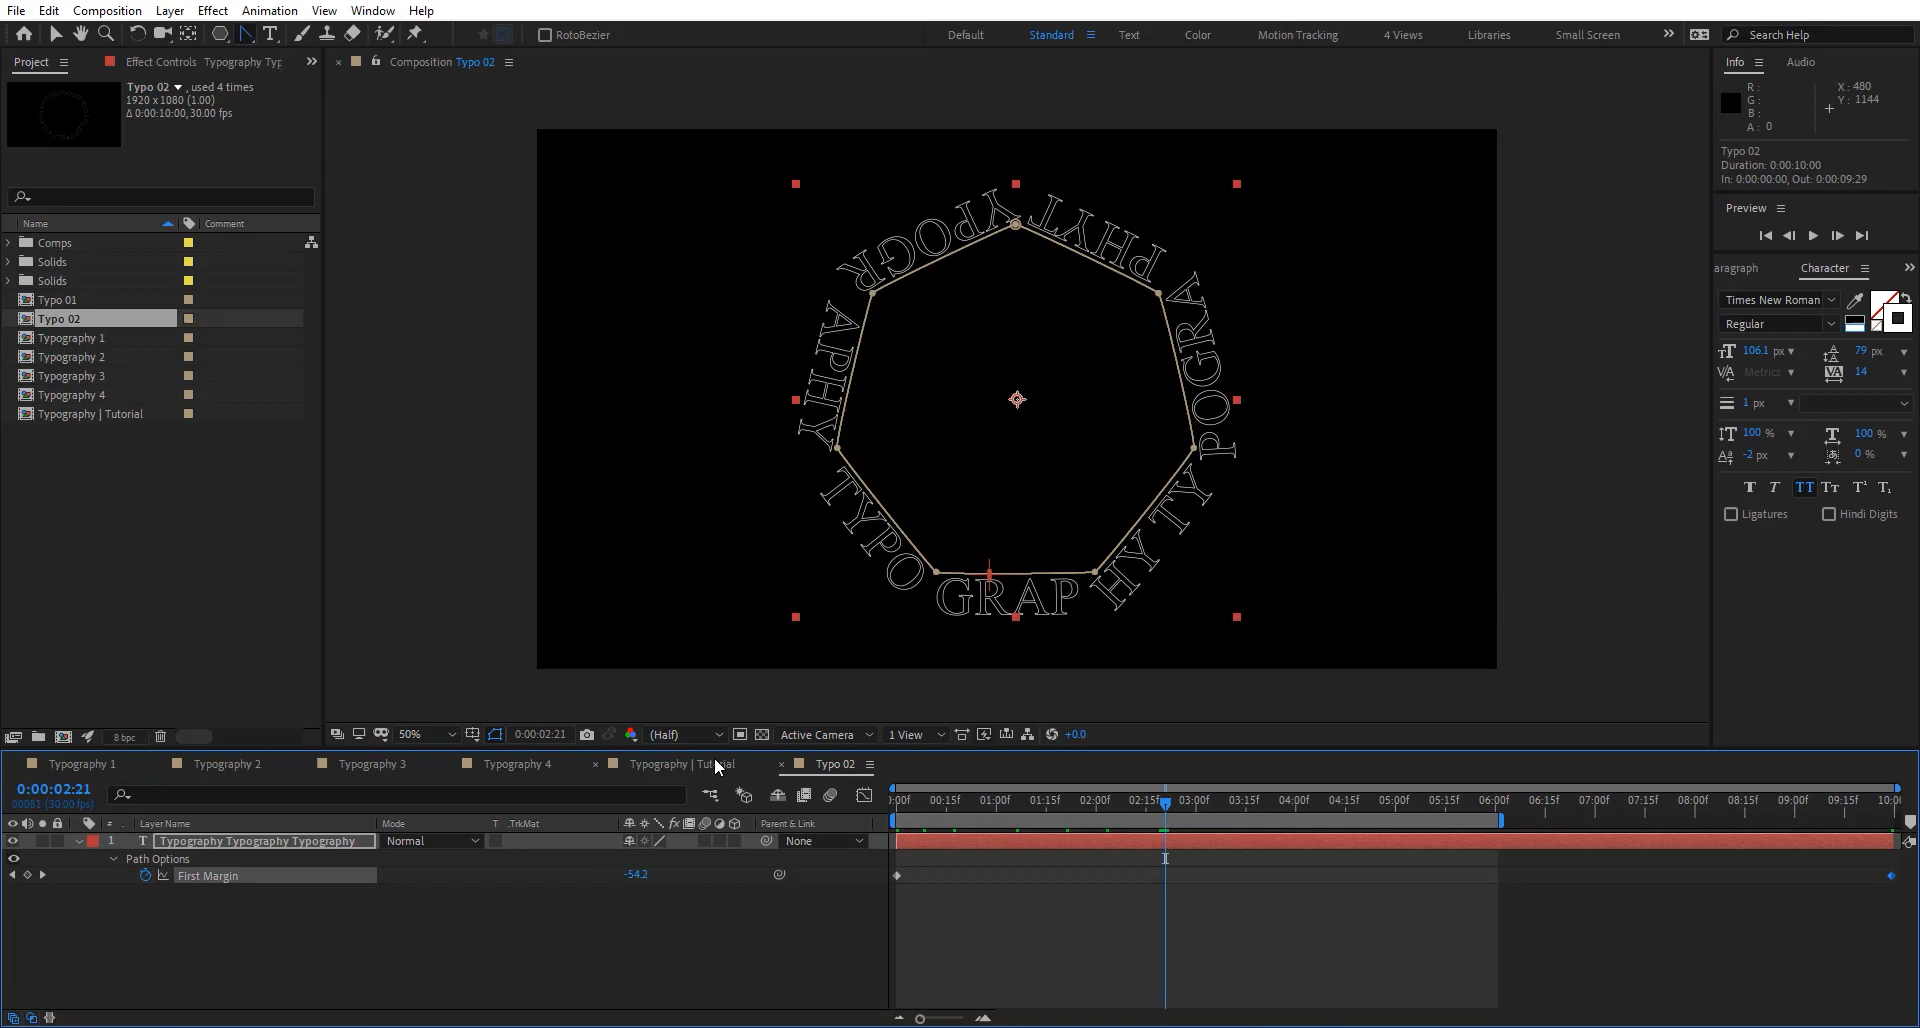 File Edit Composition Layer Effect Animation View Window Help
RotoBezier Default Standard Text Color Motion Tracking 4 Views Libraries Small Screen Search Help
Project Effect Controls Typography Typ
Composition Typo 02
Info Audio
Typo 02 , used 4 times
1920 x 1080 (1.00)
Δ 0:00:10:00, 30.00 fps
R :
G :
B :
A : 0
X : 480
Y : 1144
Typo 02
Duration: 0:00:10:00
In: 0:00:00:00, Out: 0:00:09:29
Preview
Name Comment
Comps
Solids
Solids
Typo 01
Typo 02
Typography 1
Typography 2
Typography 3
Typography 4
Typography | Tutorial
TYPOGRAPHY TYPOGRAPHY TYPOGRAPHY TYPOGRAPHY
aragraph Character
Times New Roman
Regular
106.1 px 79 px
Metrics 14
1 px
100 % 100 %
-2 px 0 %
Ligatures Hindi Digits
8 bpc
50% 0:00:02:21 (Half) Active Camera 1 View +0.0
Typography 1 Typography 2 Typography 3 Typography 4 Typography | Tutorial Typo 02
0:00:02:21
00081 (30.00 fps)
:00f 00:15f 01:00f 01:15f 02:00f 02:15f 03:00f 03:15f 04:00f 04:15f 05:00f 05:15f 06:00f 06:15f 07:00f 07:15f 08:00f 08:15f 09:00f 09:15f 10:0
# Layer Name Mode T .TrkMat Parent & Link
1 T Typography Typography Typography Normal None
Path Options
First Margin -54.2